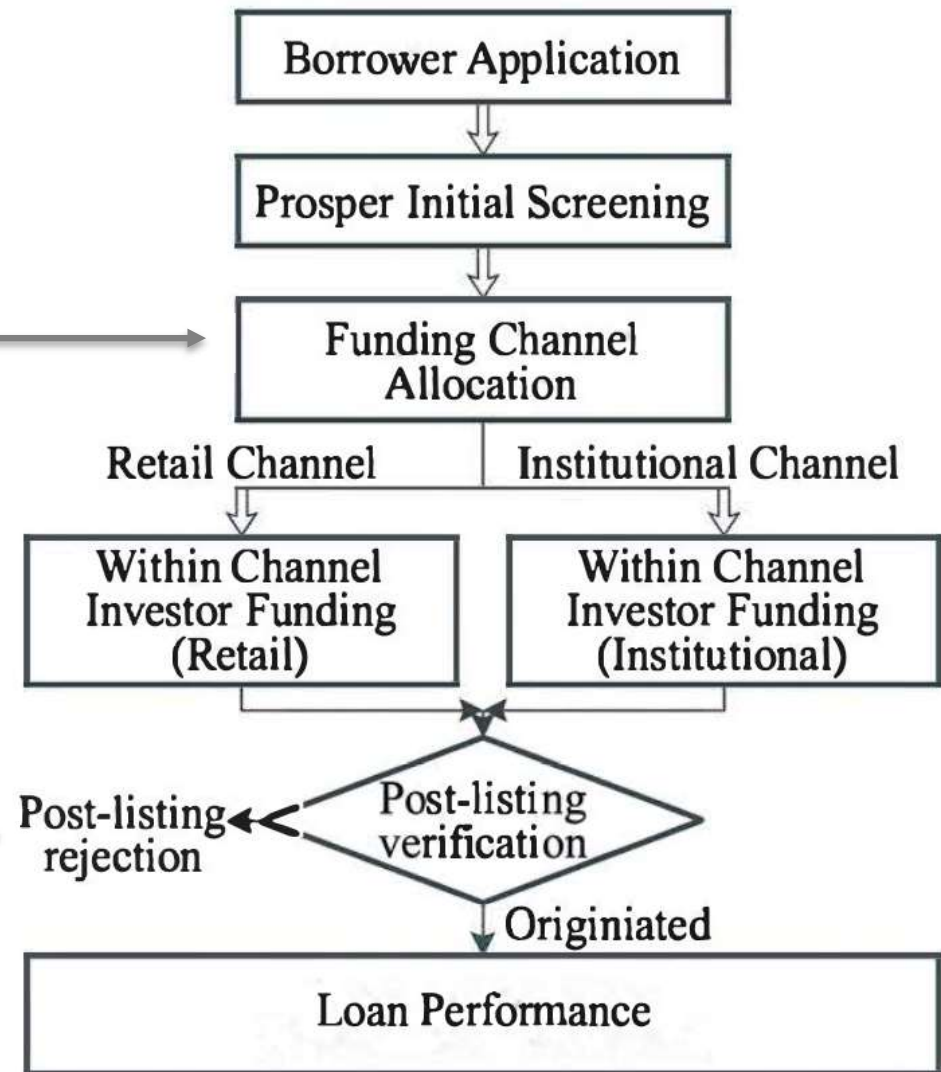 Borrower Application
Prosper Initial Screening
Funding Channel
Allocation
Retail Channel
Institutional Channel
Within Channel
Investor Funding
(Retail)
Within Channel
Investor Funding
(Institutional)
Post-listing
verification
Post-listing
rejection
Originiated
Loan Performance